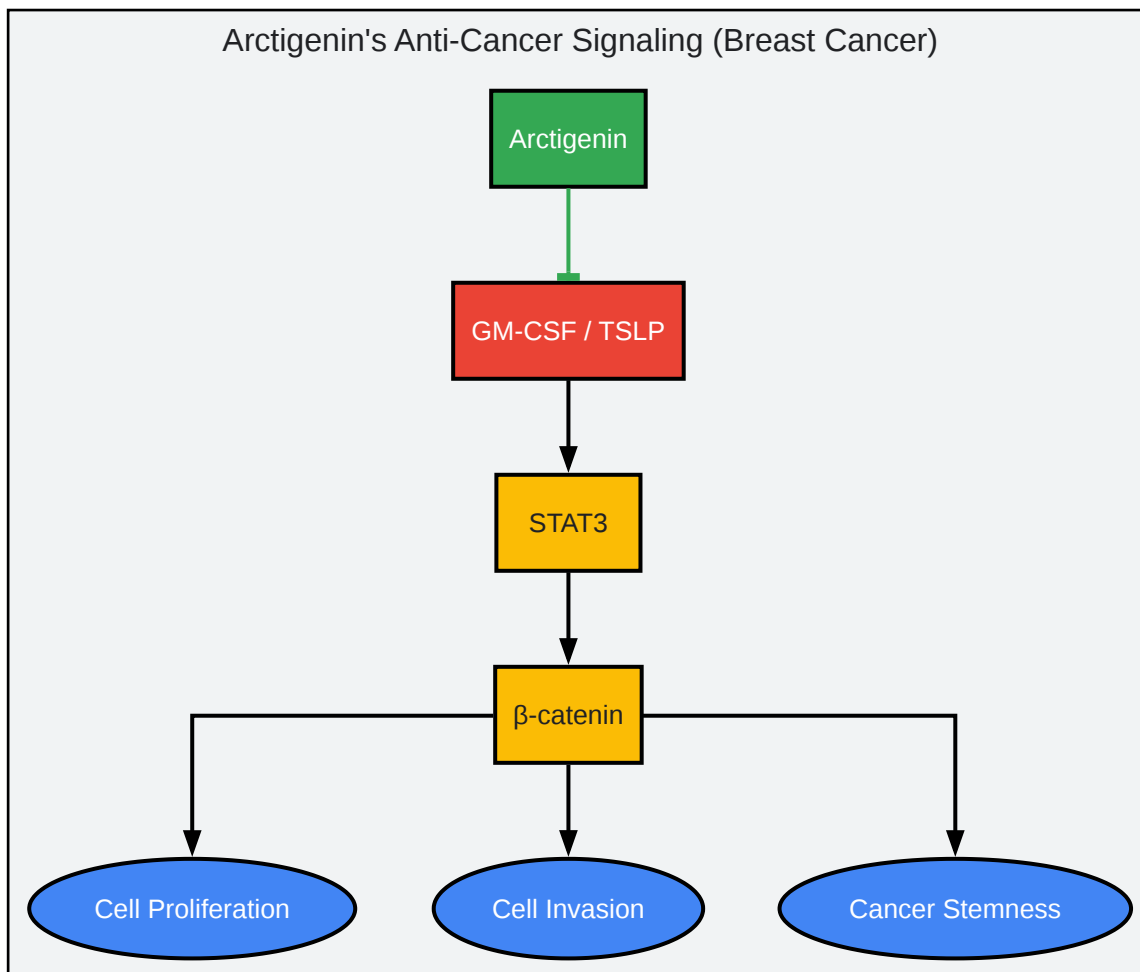 Arctigenin's Anti-Cancer Signaling (Breast Cancer)
Arctigenin
GM-CSF / TSLP
STAT3
β-catenin
Cell Proliferation
Cell Invasion
Cancer Stemness